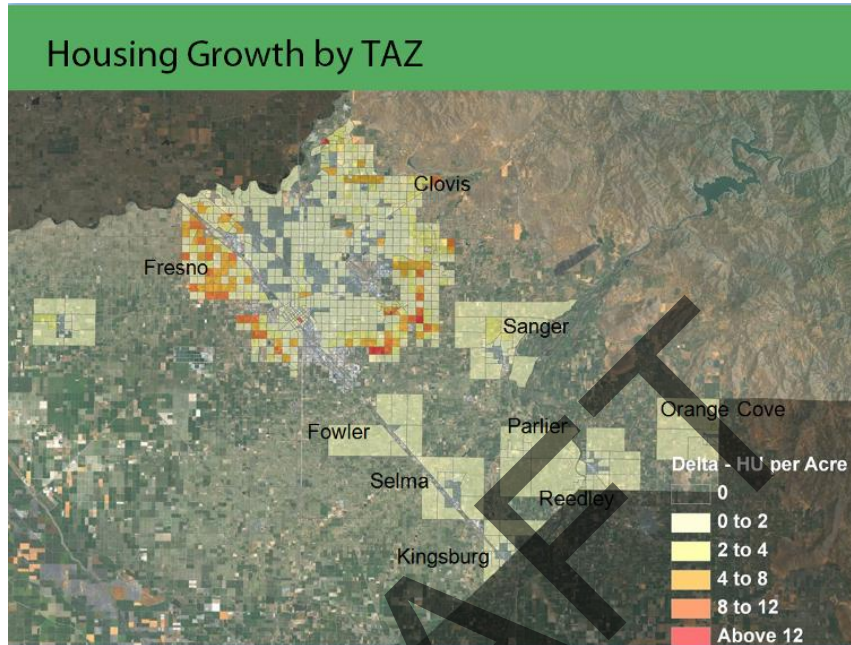 Housing Growth by TAZ
Clovis
Fresno
Sanger
Orange Cove
Fowler
Parlier
Selma
Reedley
Kingsburg
Delta - HU per Acre
0
0 to 2
2 to 4
4 to 8
8 to 12
Above 12
AFT